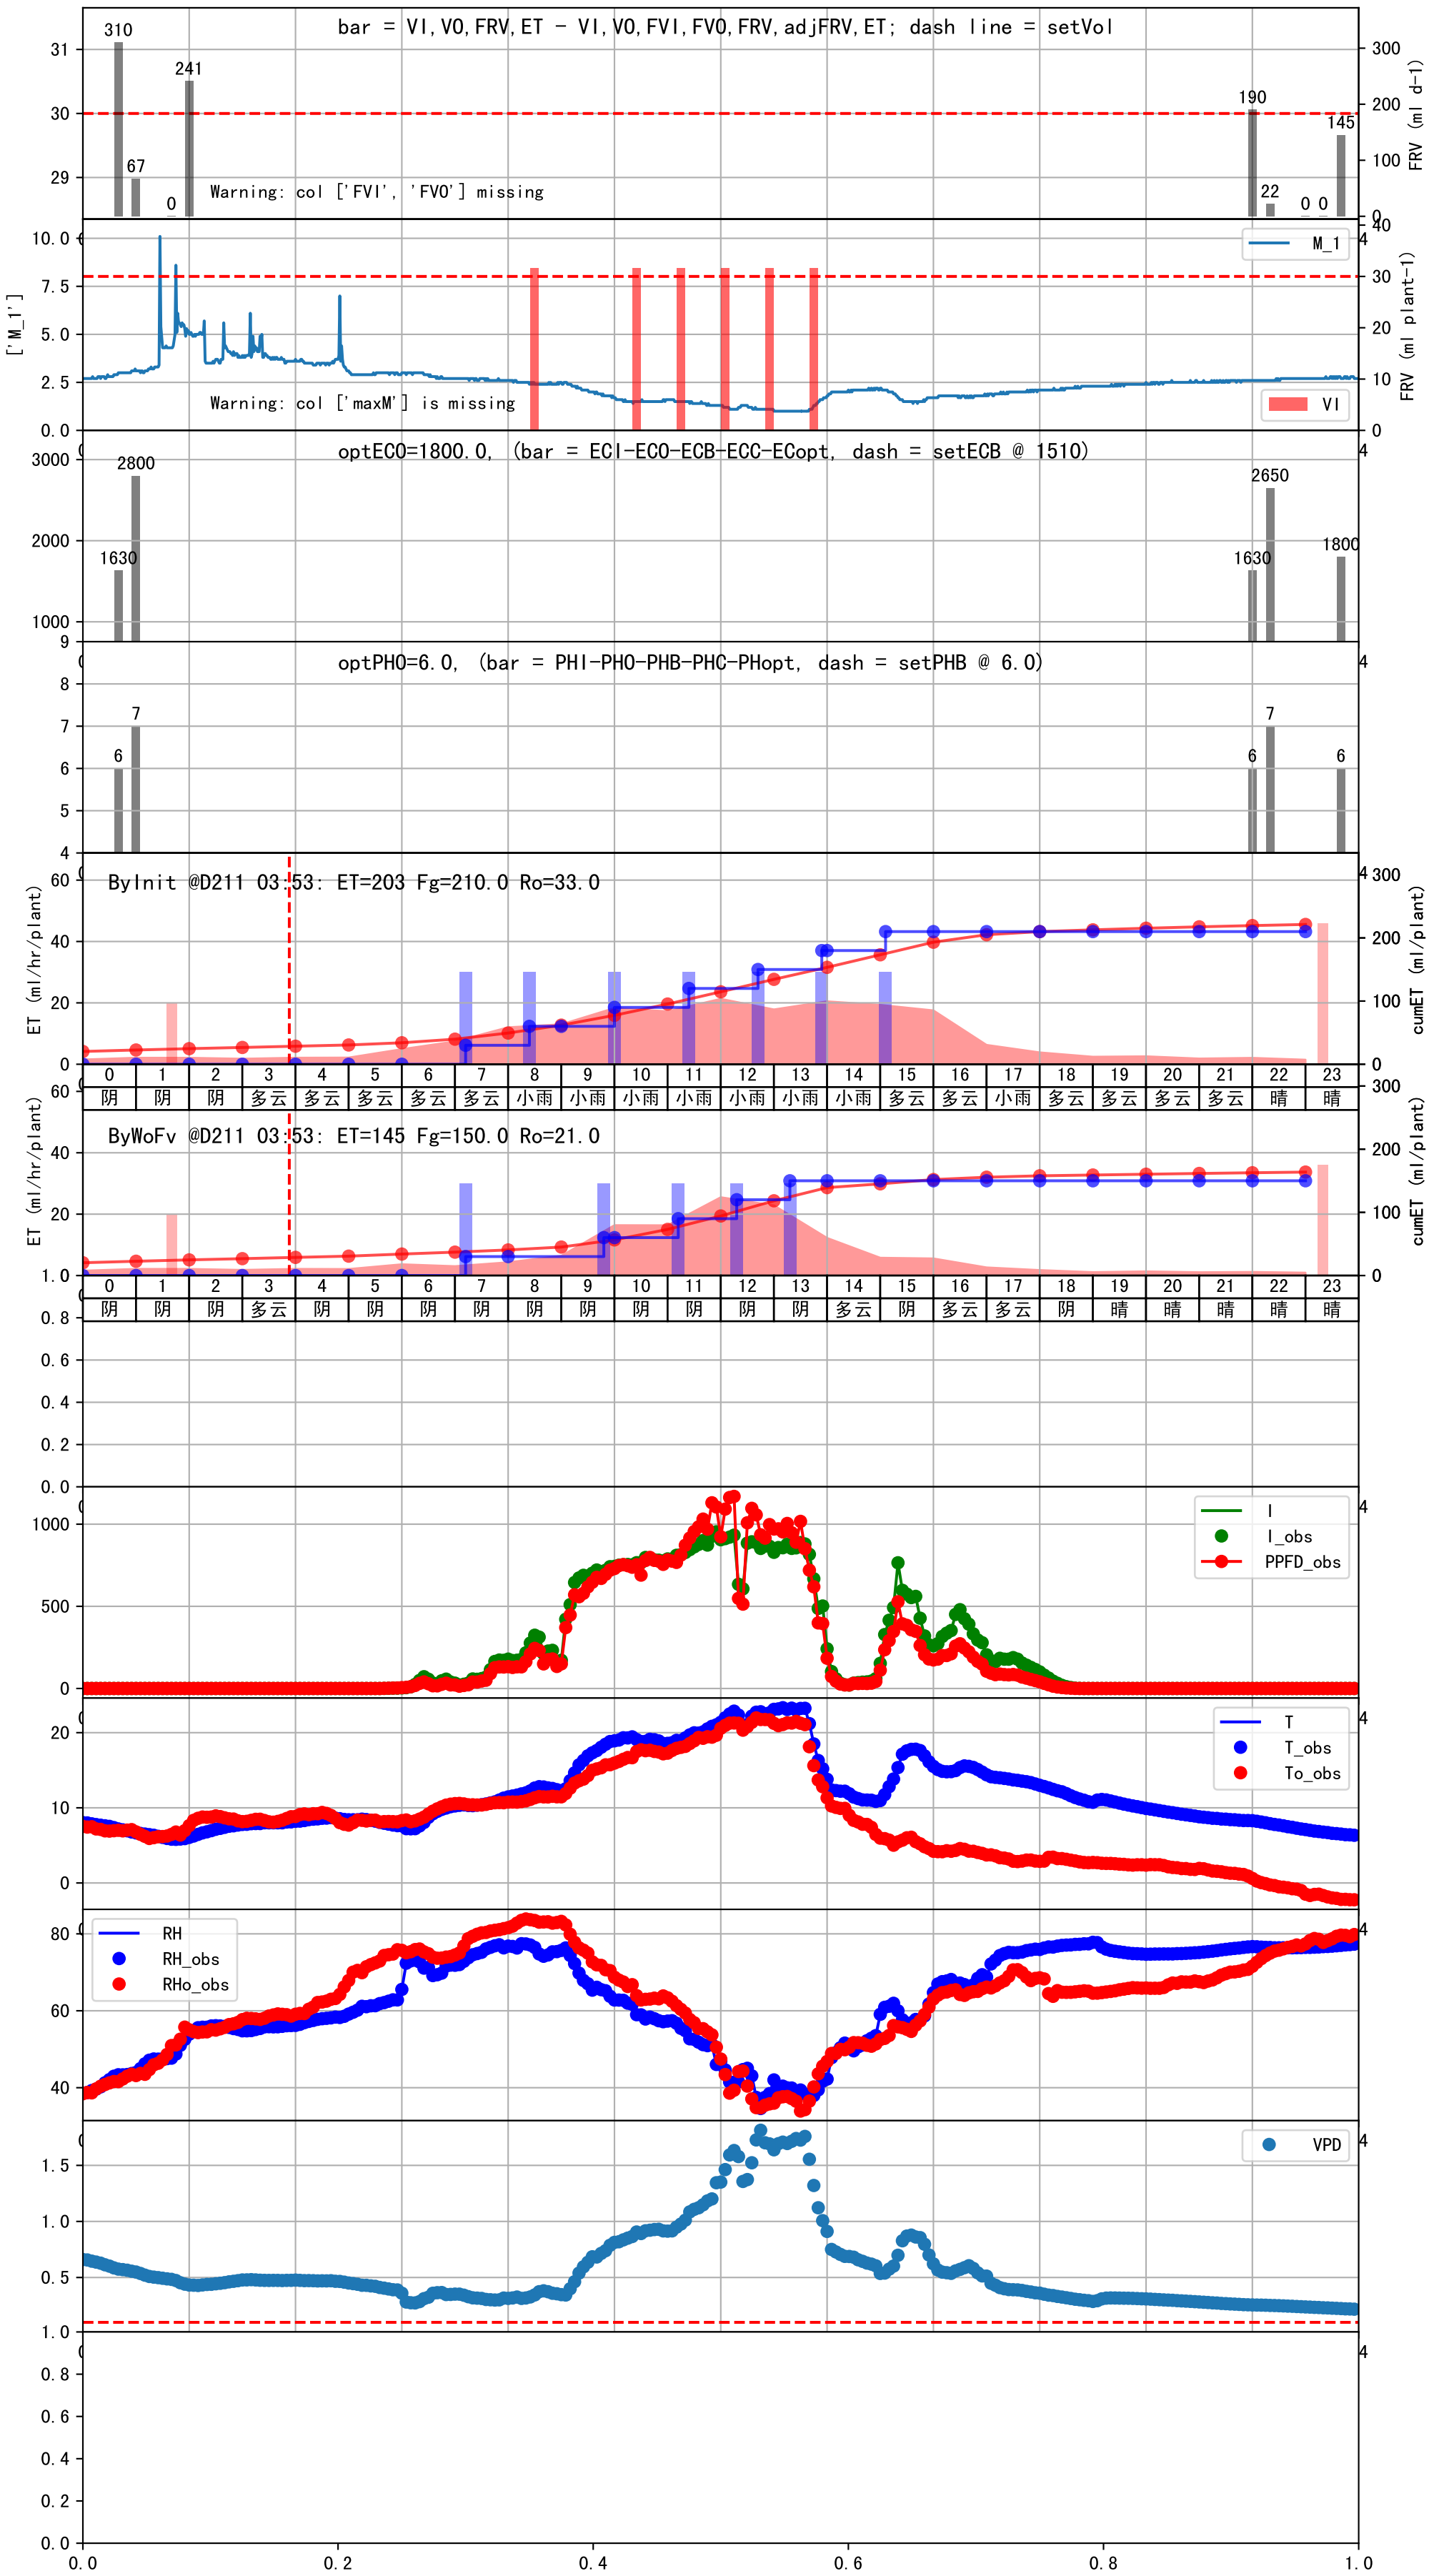 bar = VI,VO,FRV,ET - VI,VO,FVI,FVO,FRV,adjFRV,ET; dash line = setVol
310
67
0
241
190
22
0
0
145
31
30
29
300
200
100
0
FRV (ml d-1)
Warning: col ['FVI', 'FVO'] missing
M_1
VI
10.0
7.5
5.0
2.5
0.0
['M_1']
40
30
20
10
0
FRV (ml plant-1)
Warning: col ['maxM'] is missing
optECO=1800.0, (bar = ECI-ECO-ECB-ECC-ECopt, dash = setECB @ 1510)
3000
2000
1000
1630
2800
1630
2650
1800
optPHO=6.0, (bar = PHI-PHO-PHB-PHC-PHopt, dash = setPHB @ 6.0)
9
8
7
6
5
4
6
7
6
7
6
ByInit @D211 03:53: ET=203 Fg=210.0 Ro=33.0
60
40
20
0
ET (ml/hr/plant)
300
200
100
0
cumET (ml/plant)
0 1 2 3 4 5 6 7 8 9 10 11 12 13 14 15 16 17 18 19 20 21 22 23
阴 阴 阴 多云 多云 多云 多云 多云 小雨 小雨 小雨 小雨 小雨 小雨 小雨 多云 多云 小雨 多云 多云 多云 多云 晴 晴
ByWoFv @D211 03:53: ET=145 Fg=150.0 Ro=21.0
60
40
20
ET (ml/hr/plant)
300
200
100
0
cumET (ml/plant)
0 1 2 3 4 5 6 7 8 9 10 11 12 13 14 15 16 17 18 19 20 21 22 23
阴 阴 阴 多云 阴 阴 阴 阴 阴 阴 阴 阴 阴 阴 多云 阴 多云 多云 阴 晴 晴 晴 晴 晴
1.0
0.8
0.6
0.4
0.2
0.0
1000
500
0
I
I_obs
PPFD_obs
20
10
0
T
T_obs
To_obs
80
60
40
RH
RH_obs
RHo_obs
1.5
1.0
0.5
VPD
1.0
0.8
0.6
0.4
0.2
0.0
0.0 0.2 0.4 0.6 0.8 1.0